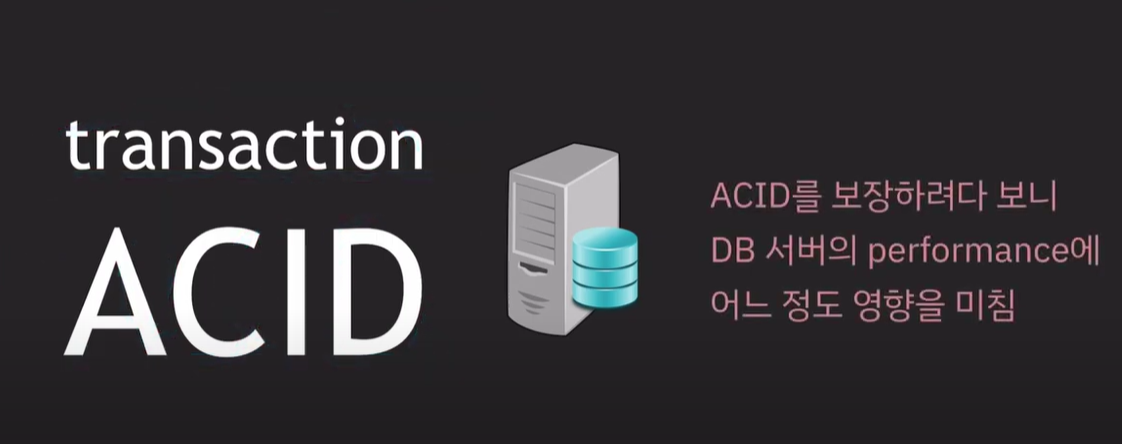 transaction
ACID
ACID를 보장하려다 보니
DB 서버의 performance에
어느 정도 영향을 미침